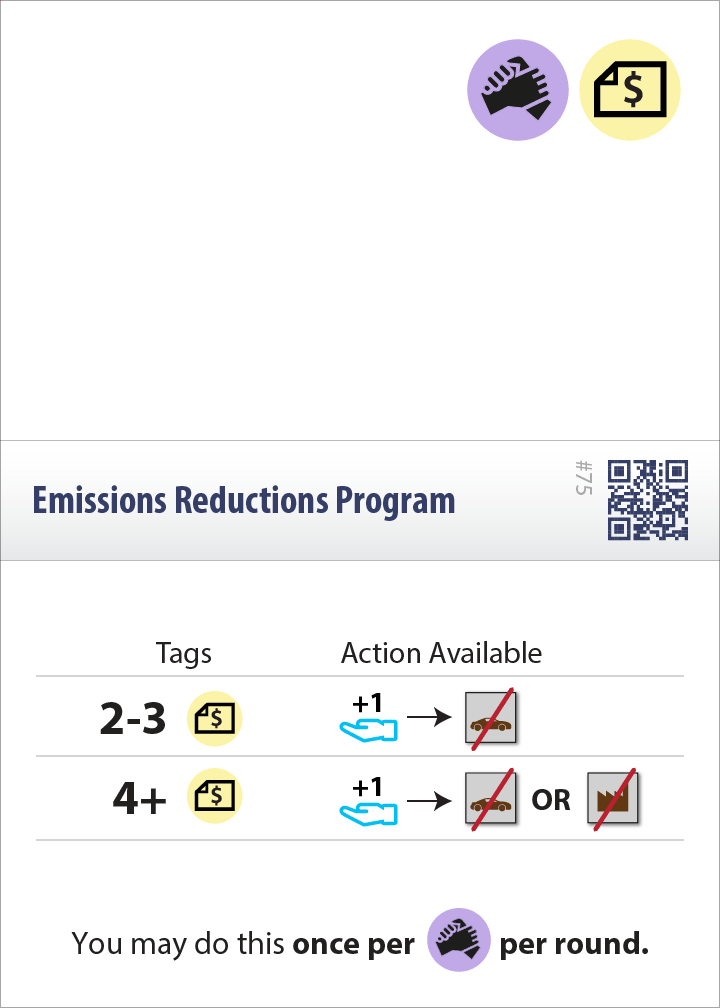 $
#75
Emissions Reductions Program
Tags Action Available
2-3 $ +1
4+ $ +1 OR
You may do this once per per round.